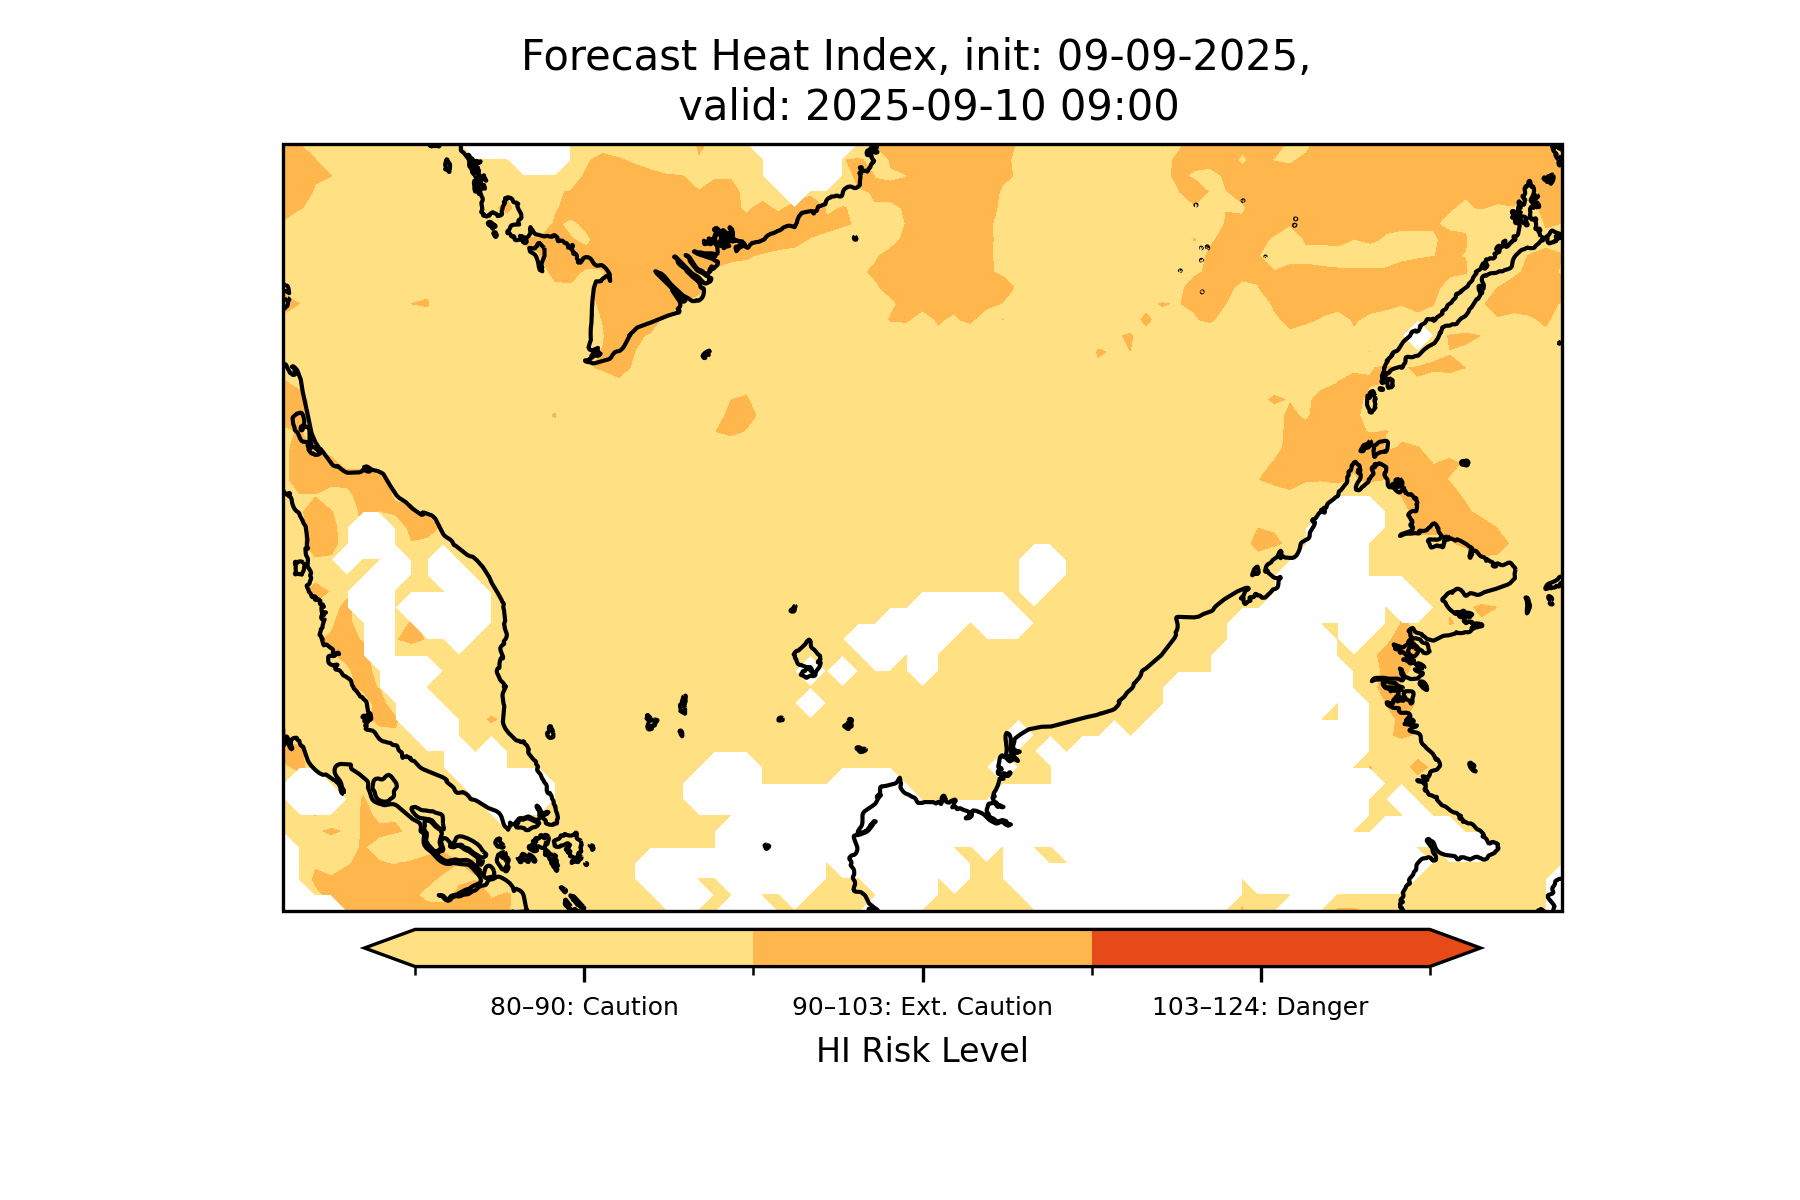 Forecast Heat Index, init: 09-09-2025,
valid: 2025-09-10 09:00
80–90: Caution
90–103: Ext. Caution
103–124: Danger
HI Risk Level